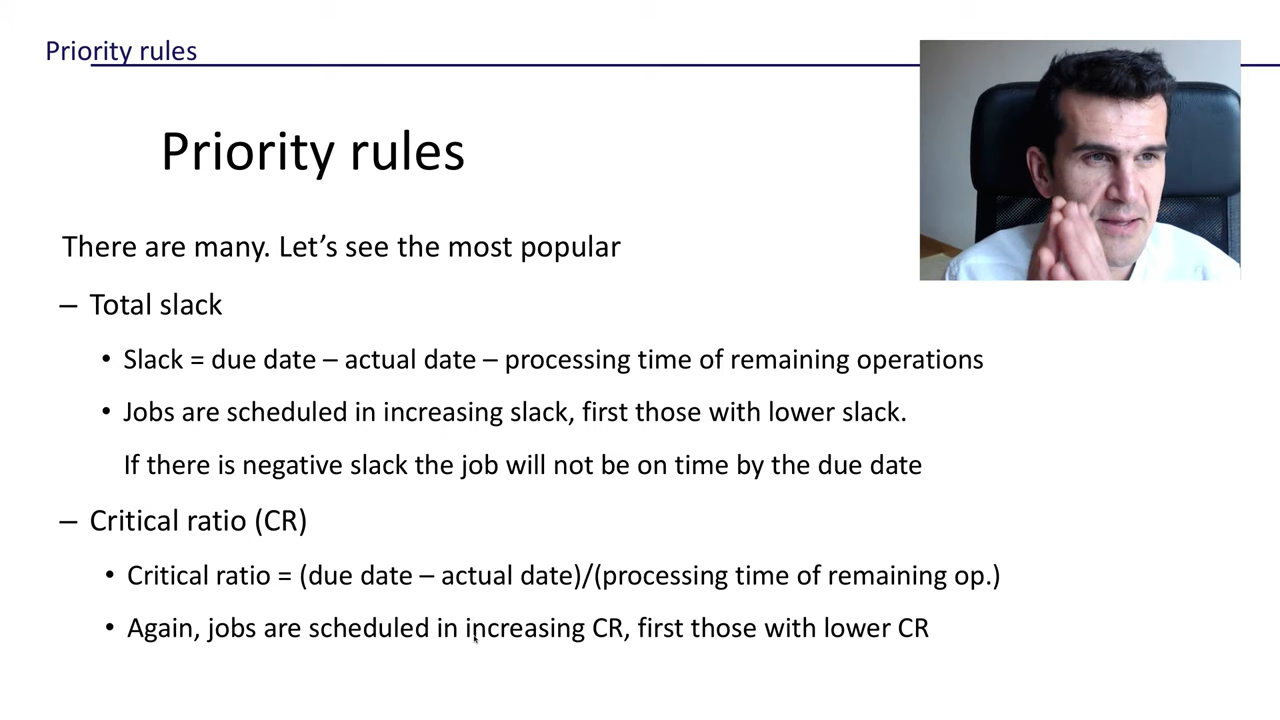 Priority rules
Priority rules
There are many. Let’s see the most popular
– Total slack
• Slack = due date – actual date – processing time of remaining operations
• Jobs are scheduled in increasing slack, first those with lower slack.
If there is negative slack the job will not be on time by the due date
– Critical ratio (CR)
• Critical ratio = (due date – actual date)/(processing time of remaining op.)
• Again, jobs are scheduled in increasing CR, first those with lower CR